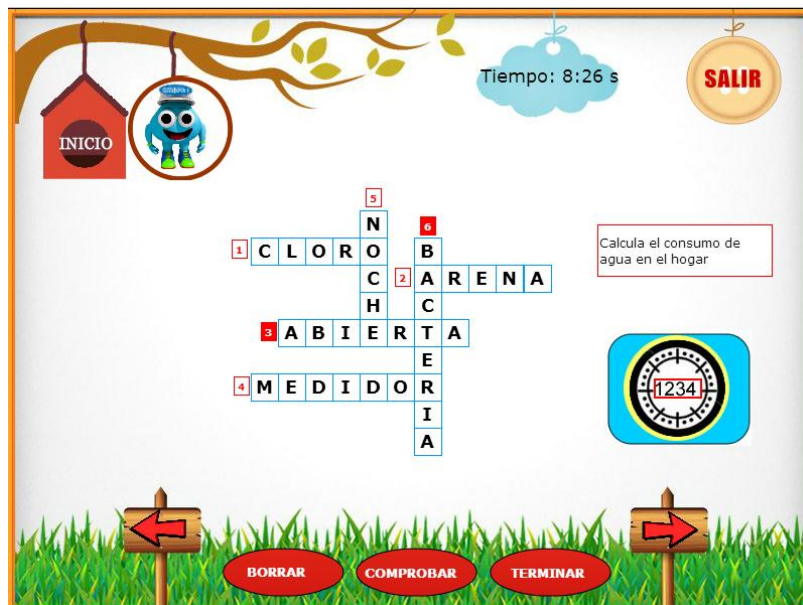 Tiempo: 8:26 s
SALIR
INICIO
5
N
6
1 C L O R O B
C 2 A R E N A
H C
3 A B I E R T A
E
4 M E D I D O R
I
A
Calcula el consumo de
agua en el hogar
1234
BORRAR
COMPROBAR
TERMINAR